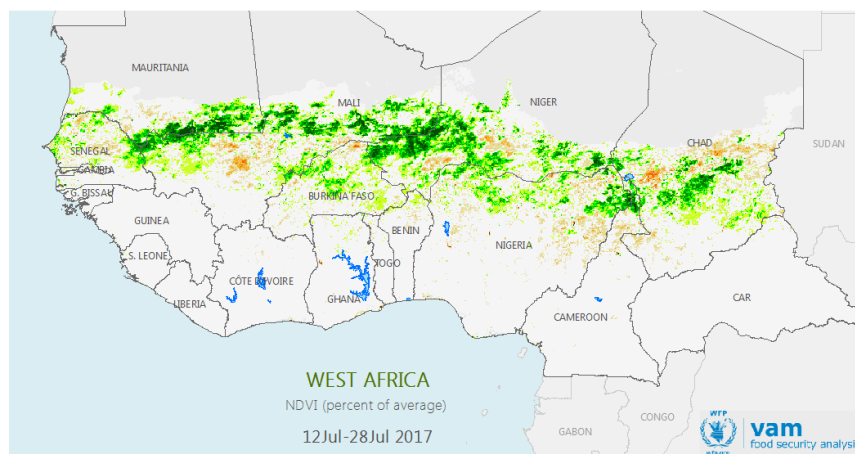 MAURITANIA
MALI
NIGER
CHAD
SUDAN
SENEGAL
GAMBIA
G. BISSAU
BURKINA FASO
GUINEA
BENIN
NIGERIA
S. LEONE
CÔTE D'IVOIRE
TOGO
LIBERIA
GHANA
CAMEROON
CAR
WEST AFRICA
NDVI (percent of average)
12Jul-28Jul 2017
GABON
CONGO
WFP
vam
food security analysis